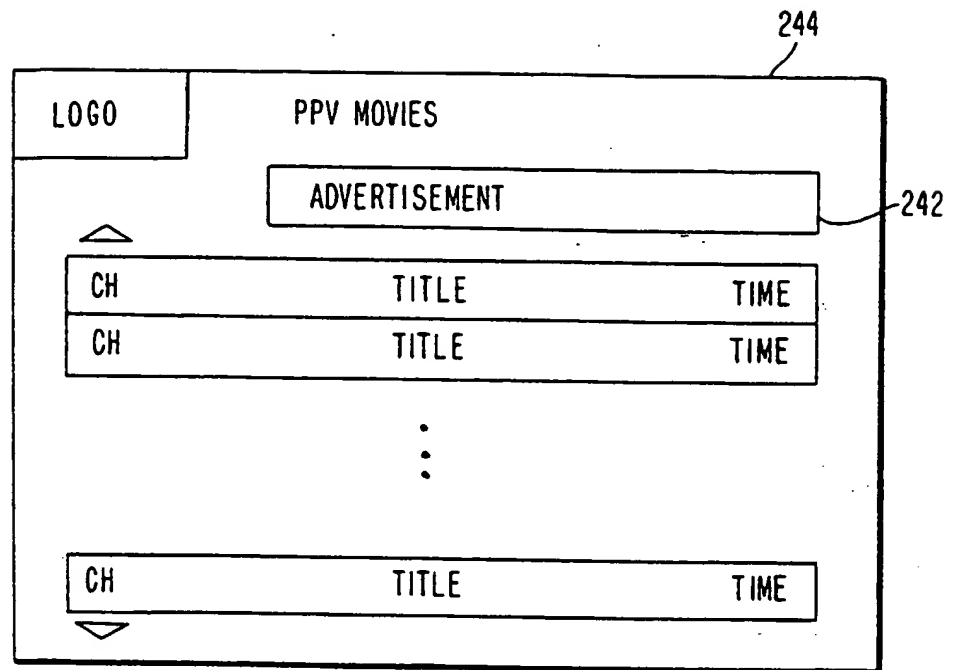 244
LOGO PPV MOVIES
ADVERTISEMENT
242
CH TITLE TIME
CH TITLE TIME
CH TITLE TIME